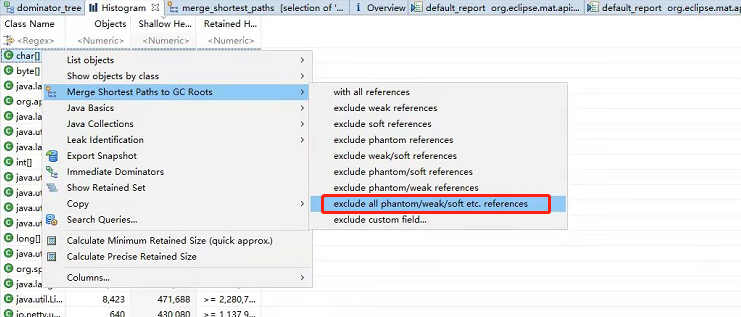 dominator_tree Histogram merge_shortest_paths [selection of '... Overview default_report org.eclipse.mat.api: default_report org.eclipse.mat
Class Name Objects Shallow He... Retained H...
<Regex> <Numeric> <Numeric> <Numeric>
char[]
byte[]
java.la
org.ap
java.ut
java.la
int[]
java.ut
java.ut
java.ut
java.ut
long[]
java.ut
org.sp
java.lang
List objects
Show objects by class
Merge Shortest Paths to GC Roots
Java Basics
Java Collections
Leak Identification
Export Snapshot
Immediate Dominators
Show Retained Set
Copy
Search Queries...
Calculate Minimum Retained Size (quick approx.)
Calculate Precise Retained Size
Columns...
with all references
exclude weak references
exclude soft references
exclude phantom references
exclude weak/soft references
exclude phantom/soft references
exclude phantom/weak references
exclude all phantom/weak/soft etc. references
exclude custom field...
java.util.Li... 8,423 471,688 >= 2,280,7...
io.netty.u... 640 430,080 >= 1,137,9...